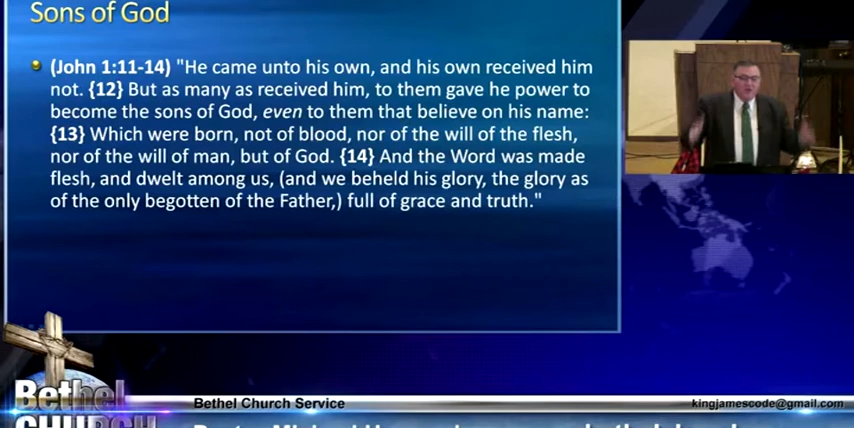 Sons of God
(John 1:11-14) "He came unto his own, and his own received him
not. {12} But as many as received him, to them gave he power to
become the sons of God, even to them that believe on his name:
{13} Which were born, not of blood, nor of the will of the flesh,
nor of the will of man, but of God. {14} And the Word was made
flesh, and dwelt among us, (and we beheld his glory, the glory as
of the only begotten of the Father,) full of grace and truth."
Bethel
CHURCH
Bethel Church Service
kingjamescode@gmail.com